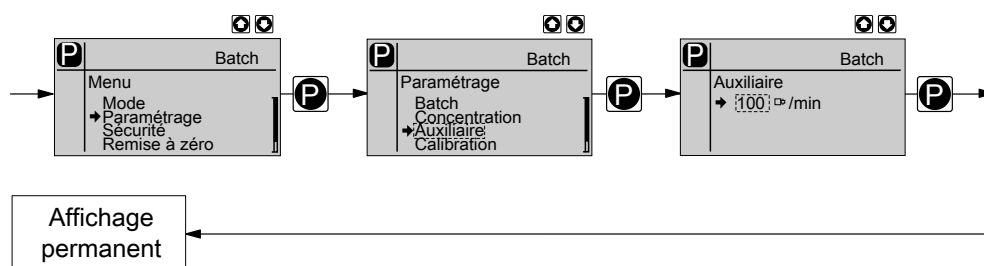 P Batch
Menu
Mode
Paramétrage
Sécurité
Remise à zéro
P
P Batch
Paramétrage
Batch
Concentration
Auxiliaire
Calibration
P
P Batch
Auxiliaire
100 /min
P
Affichage
permanent